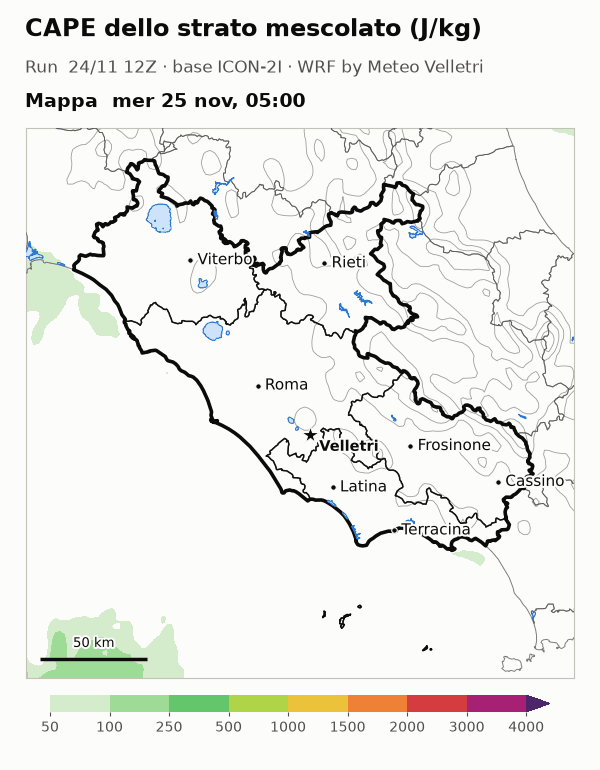 CAPE dello strato mescolato (J/kg)
Run  24/11 12Z · base ICON-2I · WRF by Meteo Velletri
Mappa  mer 25 nov, 05:00
Viterbo
Rieti
Roma
Velletri
Frosinone
Latina
Cassino
Terracina
50 km
50 100 250 500 1000 1500 2000 3000 4000